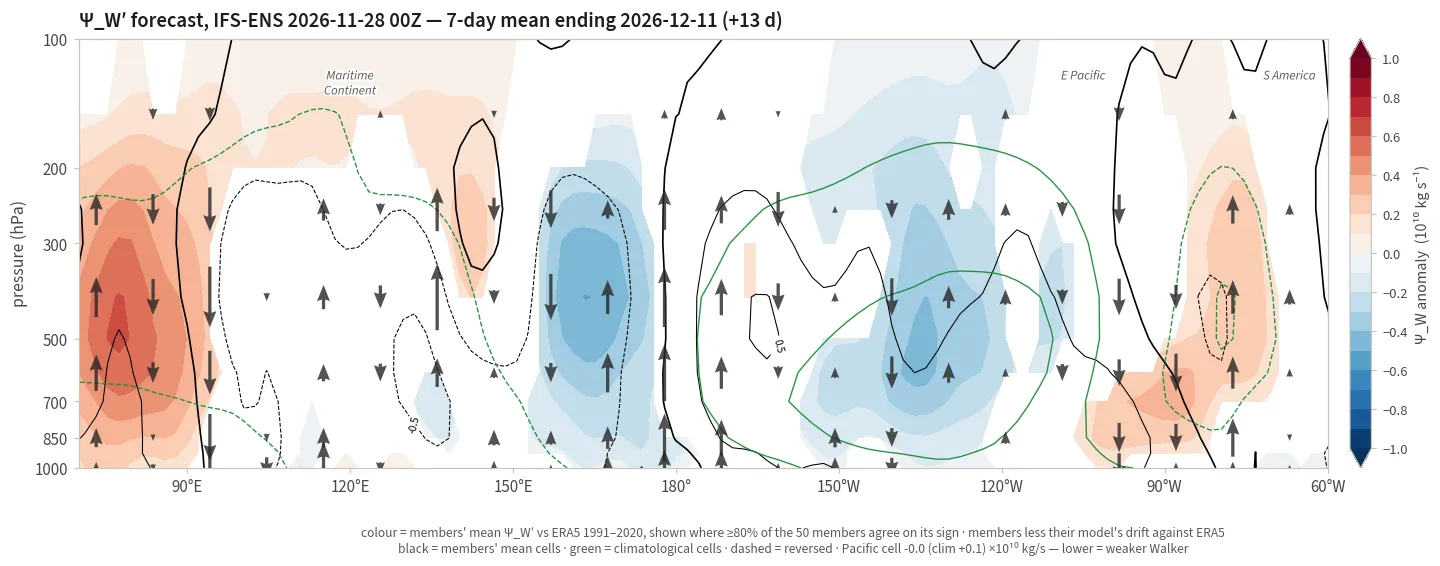 Ψ_W′ forecast, IFS-ENS 2026-11-28 00Z — 7-day mean ending 2026-12-11 (+13 d)
pressure (hPa)
100
200
300
400
500
700
850
1000
Maritime
Continent
E Pacific
S America
0.5
-0.5
90°E
120°E
150°E
180°
150°W
120°W
90°W
60°W
1.0
0.8
0.6
0.4
0.2
0.0
−0.2
−0.4
−0.6
−0.8
−1.0
Ψ_W anomaly (10¹⁰ kg s⁻¹)
colour = members' mean Ψ_W′ vs ERA5 1991–2020, shown where ≥80% of the 50 members agree on its sign · members less their model's drift against ERA5
black = members' mean cells · green = climatological cells · dashed = reversed · Pacific cell -0.0 (clim +0.1) ×10¹⁰ kg/s — lower = weaker Walker